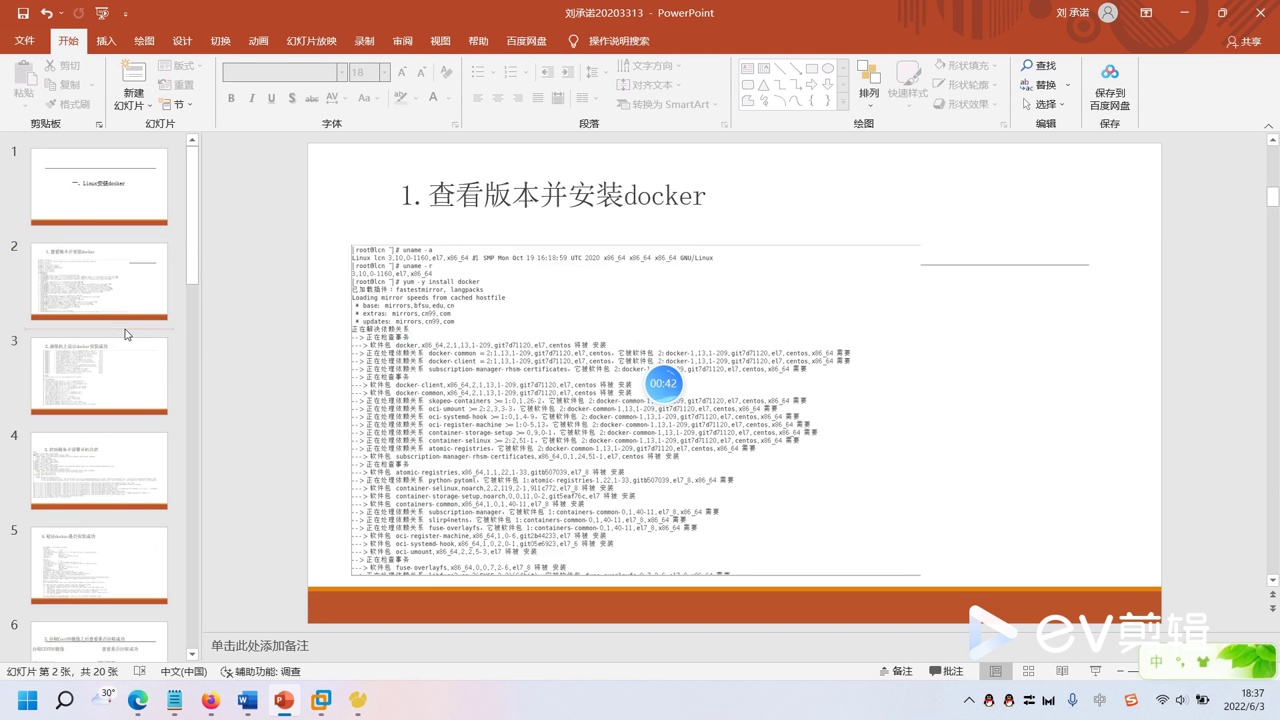 刘承诺20203313 - PowerPoint
刘 承诺
文件 开始 插入 绘图 设计 切换 动画 幻灯片放映 录制 审阅 视图 帮助 百度网盘 操作说明搜索 共享
粘贴 剪切 复制 格式刷
剪贴板
新建
幻灯片 版式 重置 节
幻灯片
18
B I U S abc AV Aa A
字体
文字方向
对齐文本
转换为 SmartArt
段落
排列 快速样式 形状填充 形状轮廓 形状效果
绘图
查找
替换
选择
编辑
保存到
百度网盘
保存
1
一、Linux安装docker
2
1.查看版本并安装docker
3
4
5
6
1.查看版本并安装docker
[root@lcn ~]# uname -a
Linux lcn 3.10.0-1160.el7.x86_64 #1 SMP Mon Oct 19 16:18:59 UTC 2020 x86_64 x86_64 x86_64 GNU/Linux
[root@lcn ~]# uname -r
3.10.0-1160.el7.x86_64
[root@lcn ~]# yum -y install docker
已加载插件：fastestmirror, langpacks
Loading mirror speeds from cached hostfile
* base: mirrors.bfsu.edu.cn
* extras: mirrors.cn99.com
* updates: mirrors.cn99.com
正在解决依赖关系
--> 正在检查事务
---> 软件包 docker.x86_64.2.1.13.1-209.git7d71120.el7.centos 将被 安装
--> 正在处理依赖关系 docker-common = 2:1.13.1-209.git7d71120.el7.centos，它被软件包 2:docker-1.13.1-209.git7d71120.el7.centos.x86_64 需要
--> 正在处理依赖关系 docker-client = 2:1.13.1-209.git7d71120.el7.centos，它被软件包 2:docker-1.13.1-209.git7d71120.el7.centos.x86_64 需要
--> 正在处理依赖关系 subscription-manager-rhsm-certificates，它被软件包 2:docker-1. 209.git7d71120.el7.centos.x86_64 需要
--> 正在检查事务
---> 软件包 docker-client.x86_64.2.1.13.1-209.git7d71120.el7.centos 将被 安装
---> 软件包 docker-common.x86_64.2.1.13.1-209.git7d71120.el7.centos 将被 安装
--> 正在处理依赖关系 skopeo-containers >= 1:0.1.26-2，它被软件包 2:docker-common-1.13.1-209.git7d71120.el7.centos.x86_64 需要
--> 正在处理依赖关系 oci-umount >= 2:2.3.3-3，它被软件包 2:docker-common-1.13.1-209.git7d71120.el7.centos.x86_64 需要
--> 正在处理依赖关系 oci-systemd-hook >= 1:0.1.4-9，它被软件包 2:docker-common-1.13.1-209.git7d71120.el7.centos.x86_64 需要
--> 正在处理依赖关系 oci-register-machine >= 1:0-5.13，它被软件包 2:docker-common-1.13.1-209.git7d71120.el7.centos.x86_64 需要
--> 正在处理依赖关系 container-storage-setup >= 0.9.0-1，它被软件包 2:docker-common-1.13.1-209.git7d71120.el7.centos.x86_64 需要
--> 正在处理依赖关系 container-selinux >= 2:2.51-1，它被软件包 2:docker-common-1.13.1-209.git7d71120.el7.centos.x86_64 需要
--> 正在处理依赖关系 atomic-registries，它被软件包 2:docker-common-1.13.1-209.git7d71120.el7.centos.x86_64 需要
---> 软件包 subscription-manager-rhsm-certificates.x86_64.0.1.24.51-1.el7.centos 将被 安装
--> 正在检查事务
---> 软件包 atomic-registries.x86_64.1.1.22.1-33.gitb507039.el7_8 将被 安装
--> 正在处理依赖关系 python-pytoml，它被软件包 1:atomic-registries-1.22.1-33.gitb507039.el7_8.x86_64 需要
---> 软件包 container-selinux.noarch.2.2.119.2-1.911c772.el7_8 将被 安装
---> 软件包 container-storage-setup.noarch.0.0.11.0-2.git5eaf76c.el7 将被 安装
---> 软件包 containers-common.x86_64.1.0.1.40-11.el7_8 将被 安装
--> 正在处理依赖关系 subscription-manager，它被软件包 1:containers-common-0.1.40-11.el7_8.x86_64 需要
--> 正在处理依赖关系 slirp4netns，它被软件包 1:containers-common-0.1.40-11.el7_8.x86_64 需要
--> 正在处理依赖关系 fuse-overlayfs，它被软件包 1:containers-common-0.1.40-11.el7_8.x86_64 需要
---> 软件包 oci-register-machine.x86_64.1.0-6.git2b44233.el7 将被 安装
---> 软件包 oci-systemd-hook.x86_64.1.0.2.0-1.git05e6923.el7_6 将被 安装
---> 软件包 oci-umount.x86_64.2.2.5-3.el7 将被 安装
--> 正在检查事务
---> 软件包 fuse-overlayfs.x86_64.0.0.7.2-6.el7_8 将被 安装
00:42
EV剪辑
单击此处添加备注
幻灯片 第 2 张，共 20 张 中文(中国) 辅助功能: 调查 备注 批注
中
30°
中
18:37
2022/6/3